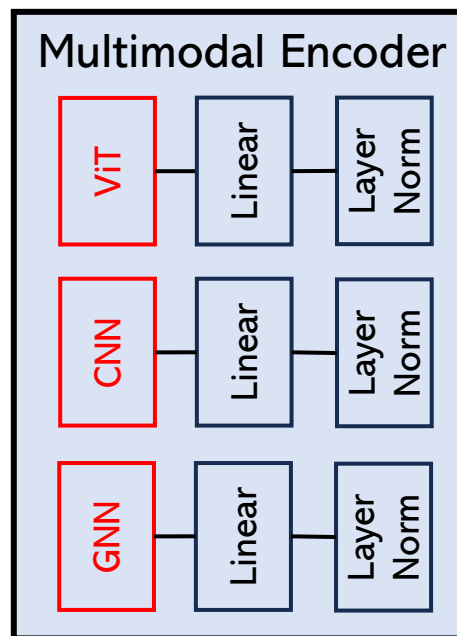 Multimodal Encoder
ViT
Linear
Layer
Norm
CNN
Linear
Layer
Norm
GNN
Linear
Layer
Norm